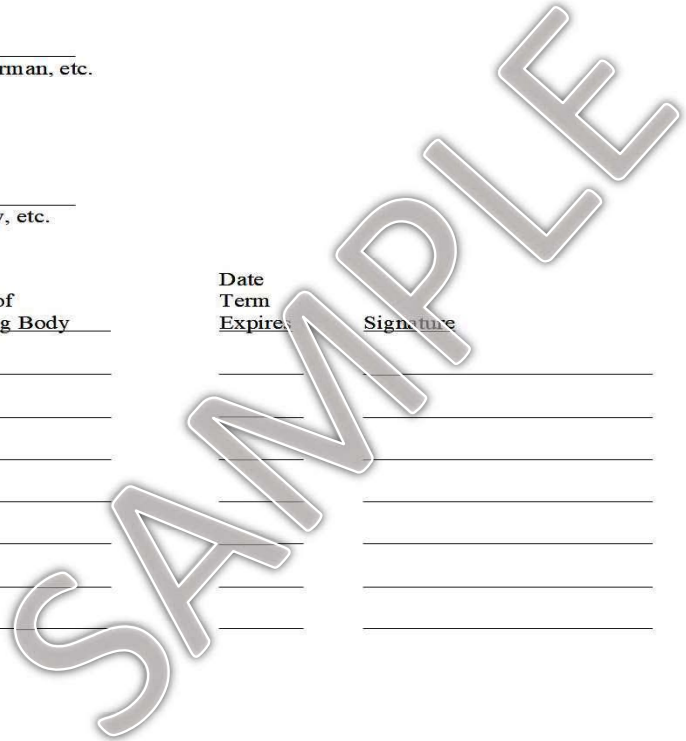 rman, etc.
, etc.
Date
of Term
g Body Expires Signature
SAMPLE